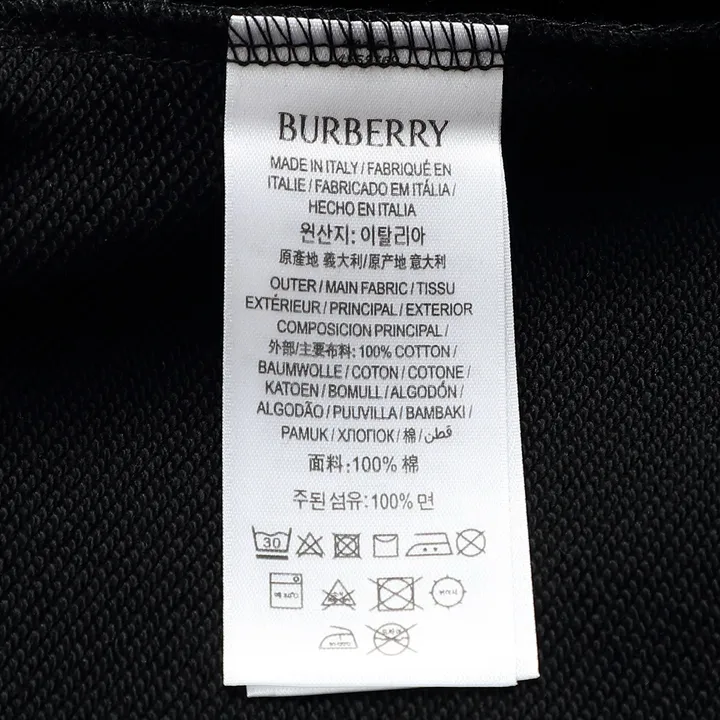 BURBERRY
MADE IN ITALY / FABRIQUÉ EN
ITALIE / FABRICADO EM ITÁLIA /
HECHO EN ITALIA
원산지: 이탈리아
原產地 義大利/原产地 意大利
OUTER / MAIN FABRIC / TISSU
EXTÉRIEUR / PRINCIPAL / EXTERIOR
COMPOSICION PRINCIPAL /
外部/主要布料: 100% COTTON /
BAUMWOLLE / COTON / COTONE /
KATOEN / BOMULL / ALGODÓN /
ALGODÃO / PUUVILLA / BAMBAKI /
PAMUK / ХЛОПОК / 棉 / قطن
面料:100% 棉
주된 섬유: 100% 면
30